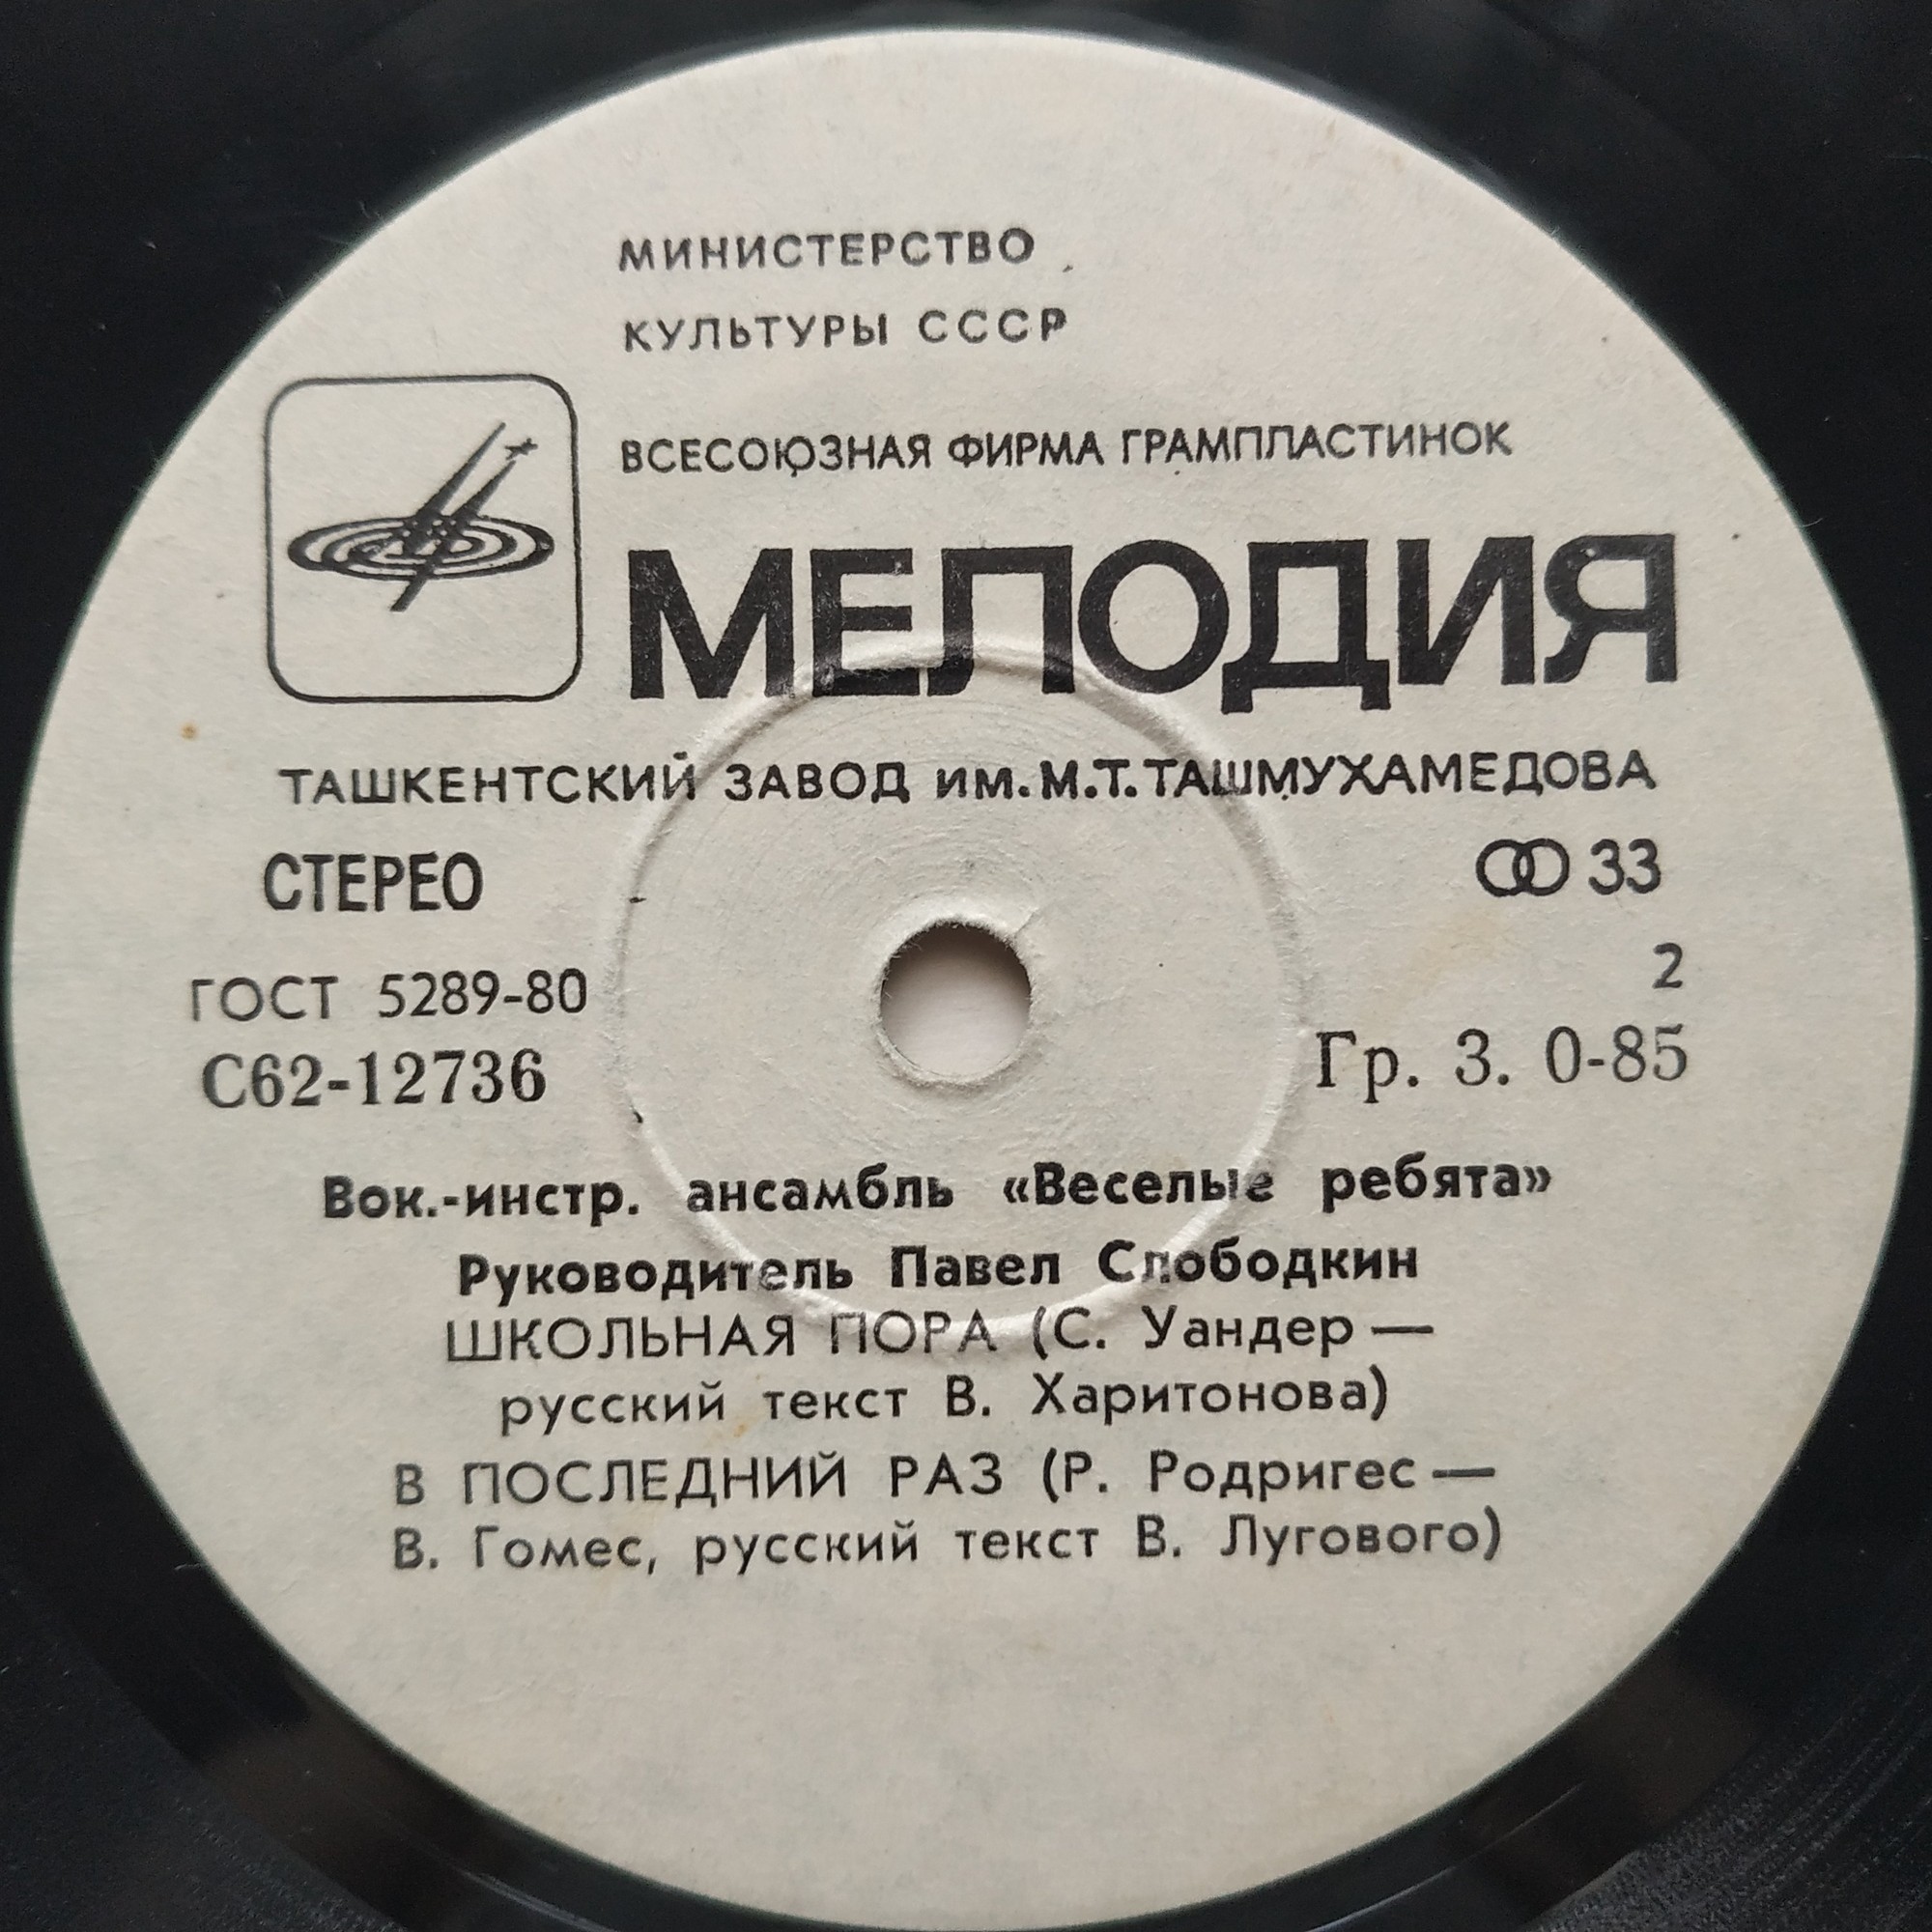 МИНИСТЕРСТВО
КУЛЬТУРЫ СССР
ВСЕСОЮЗНАЯ ФИРМА ГРАМПЛАСТИНОК
МЕЛОДИЯ
ТАШКЕНТСКИЙ ЗАВОД им. М.Т. ТАШМУХАМЕДОВА
СТЕРЕО
33
ГОСТ 5289-80
2
С62-12736
Гр. 3. 0-85
Вок.-инстр. ансамбль «Веселые ребята»
Руководитель Павел Слободкин
ШКОЛЬНАЯ ПОРА (С. Уандер —
русский текст В. Харитонова)
В ПОСЛЕДНИЙ РАЗ (Р. Родригес —
В. Гомес, русский текст В. Лугового)